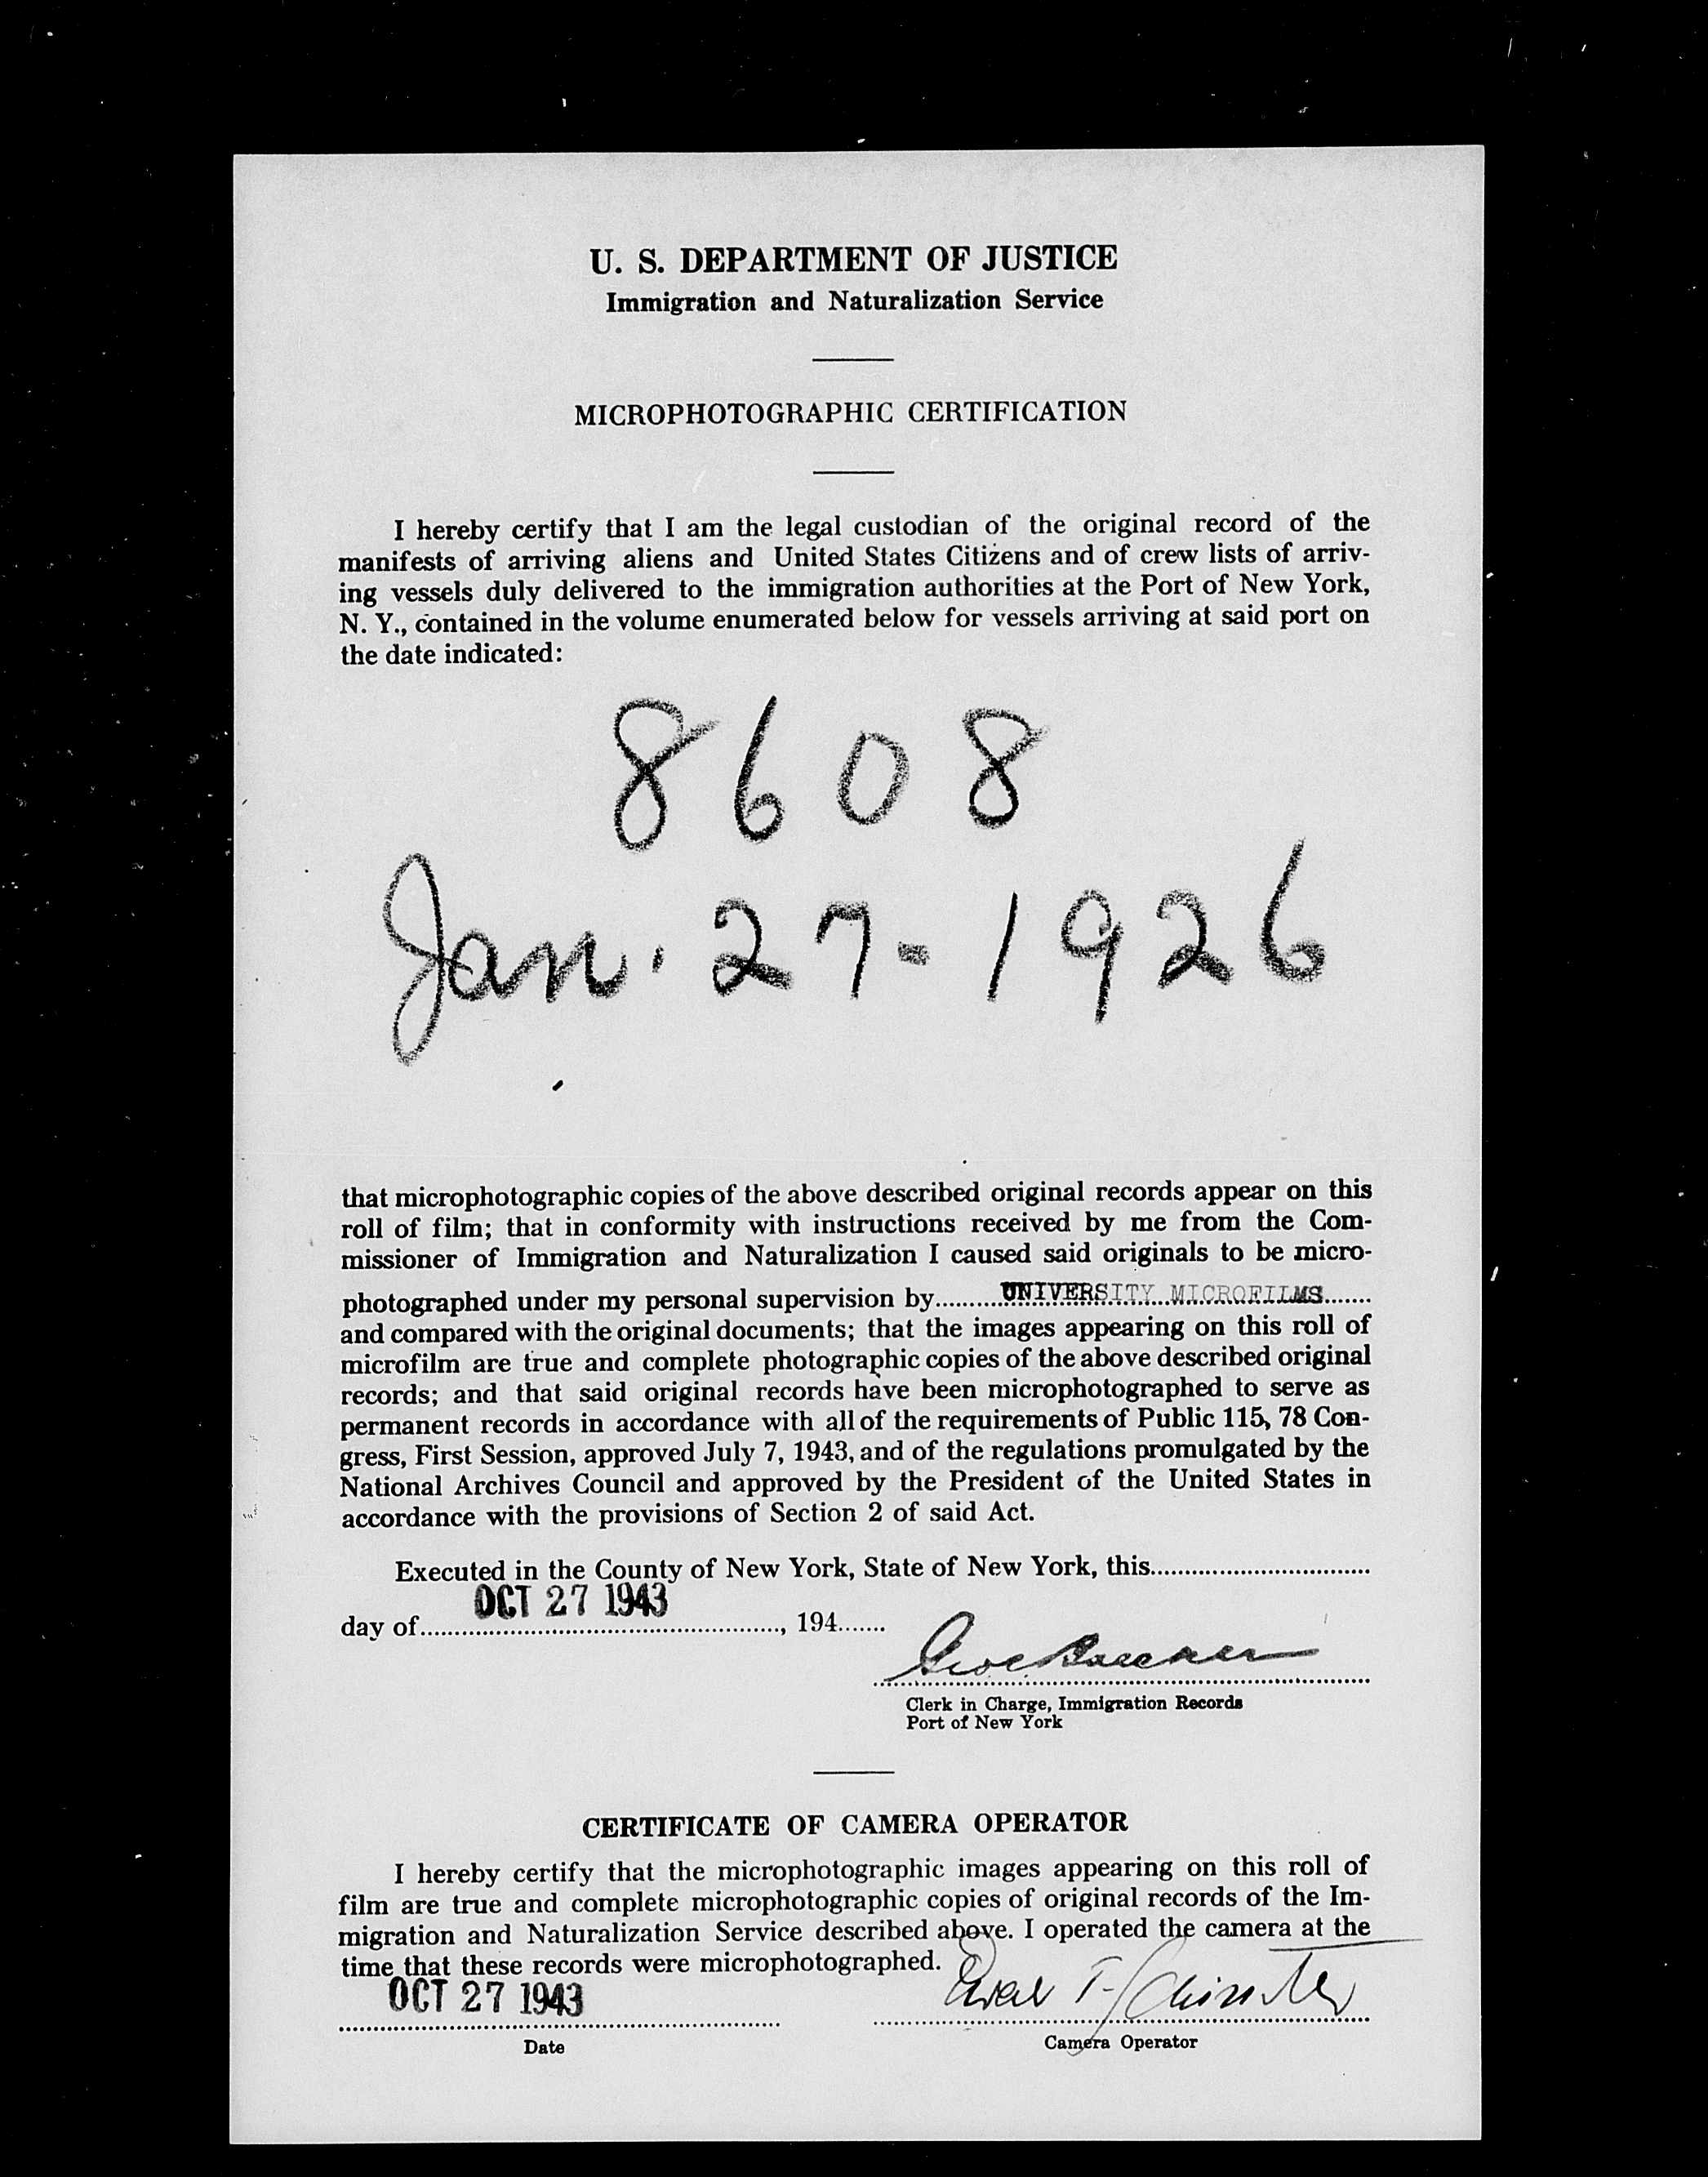 U. S. DEPARTMENT OF JUSTICE
Immigration and Naturalization Service
MICROPHOTOGRAPHIC CERTIFICATION
I hereby certify that I am the legal custodian of the original record of the
manifests of arriving aliens and United States Citizens and of crew lists of arriv-
ing vessels duly delivered to the immigration authorities at the Port of New York,
N. Y., contained in the volume enumerated below for vessels arriving at said port on
the date indicated:
8608
Jan. 27-1926
that microphotographic copies of the above described original records appear on this
roll of film; that in conformity with instructions received by me from the Com-
missioner of Immigration and Naturalization I caused said originals to be micro-
photographed under my personal supervision by UNIVERSITY MICROFILMS
and compared with the original documents; that the images appearing on this roll of
microfilm are true and complete photographic copies of the above described original
records; and that said original records have been microphotographed to serve as
permanent records in accordance with all of the requirements of Public 115, 78 Con-
gress, First Session, approved July 7, 1943, and of the regulations promulgated by the
National Archives Council and approved by the President of the United States in
accordance with the provisions of Section 2 of said Act.
Executed in the County of New York, State of New York, this
OCT 27 1943
day of , 194
Clerk in Charge, Immigration Records
Port of New York
CERTIFICATE OF CAMERA OPERATOR
I hereby certify that the microphotographic images appearing on this roll of
film are true and complete microphotographic copies of original records of the Im-
migration and Naturalization Service described above. I operated the camera at the
time that these records were microphotographed.
OCT 27 1943
Date
Camera Operator